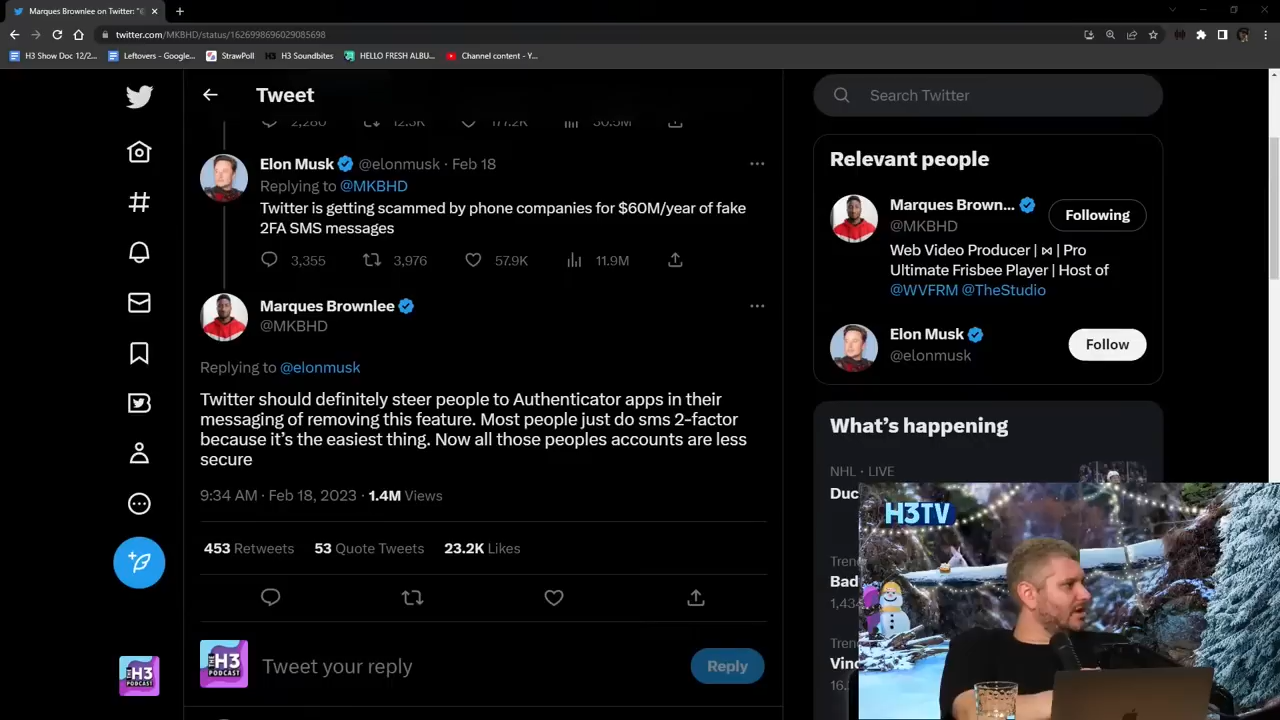 Marques Brownlee on Twitter: "E
twitter.com/MKBHD/status/1626998696029085698
H3 Show Doc 12/2...
Leftovers - Google...
StrawPoll
H3 Soundbites
HELLO FRESH ALBU...
Channel content - Y...
Tweet
2,280 12.3K 177.2K 30.5M
Elon Musk @elonmusk · Feb 18
Replying to @MKBHD
Twitter is getting scammed by phone companies for $60M/year of fake
2FA SMS messages
3,355 3,976 57.9K 11.9M
Marques Brownlee
@MKBHD
Replying to @elonmusk
Twitter should definitely steer people to Authenticator apps in their
messaging of removing this feature. Most people just do sms 2-factor
because it's the easiest thing. Now all those peoples accounts are less
secure
9:34 AM · Feb 18, 2023 · 1.4M Views
453 Retweets 53 Quote Tweets 23.2K Likes
THE H3 PODCAST
Tweet your reply
Reply
THE H3 PODCAST
Search Twitter
Relevant people
Marques Brown...
Following
@MKBHD
Web Video Producer | ⋈ | Pro
Ultimate Frisbee Player | Host of
@WVFRM @TheStudio
Elon Musk
@elonmusk
Follow
What's happening
NHL · LIVE
Duc
H3TV
Tren
Bad
1,434
Tren
Vinc
16.